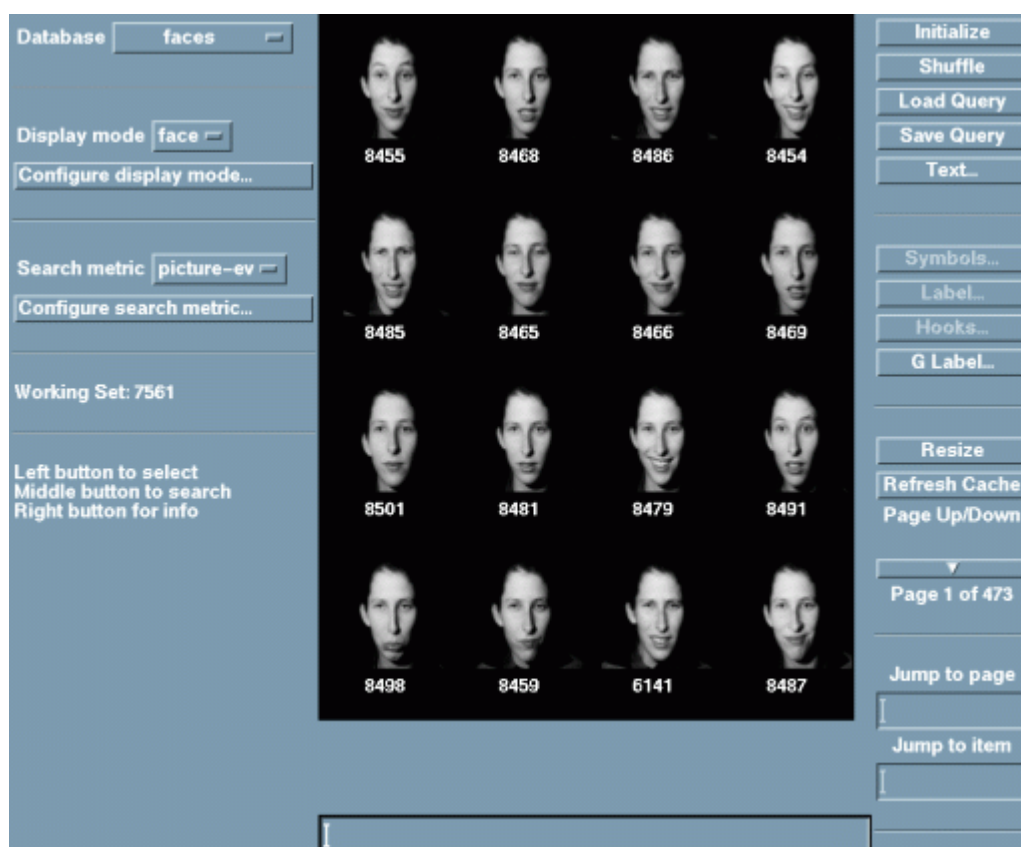 Database faces
Display mode face
Configure display mode...
Search metric picture-ev
Configure search metric...
Working Set: 7561
Left button to select
Middle button to search
Right button for info
8455 8468 8486 8454
8485 8465 8466 8469
8501 8481 8479 8491
8498 8459 6141 8487
Initialize
Shuffle
Load Query
Save Query
Text...
Symbols...
Label...
Hooks...
G Label...
Resize
Refresh Cache
Page Up/Down
Page 1 of 473
Jump to page
Jump to item